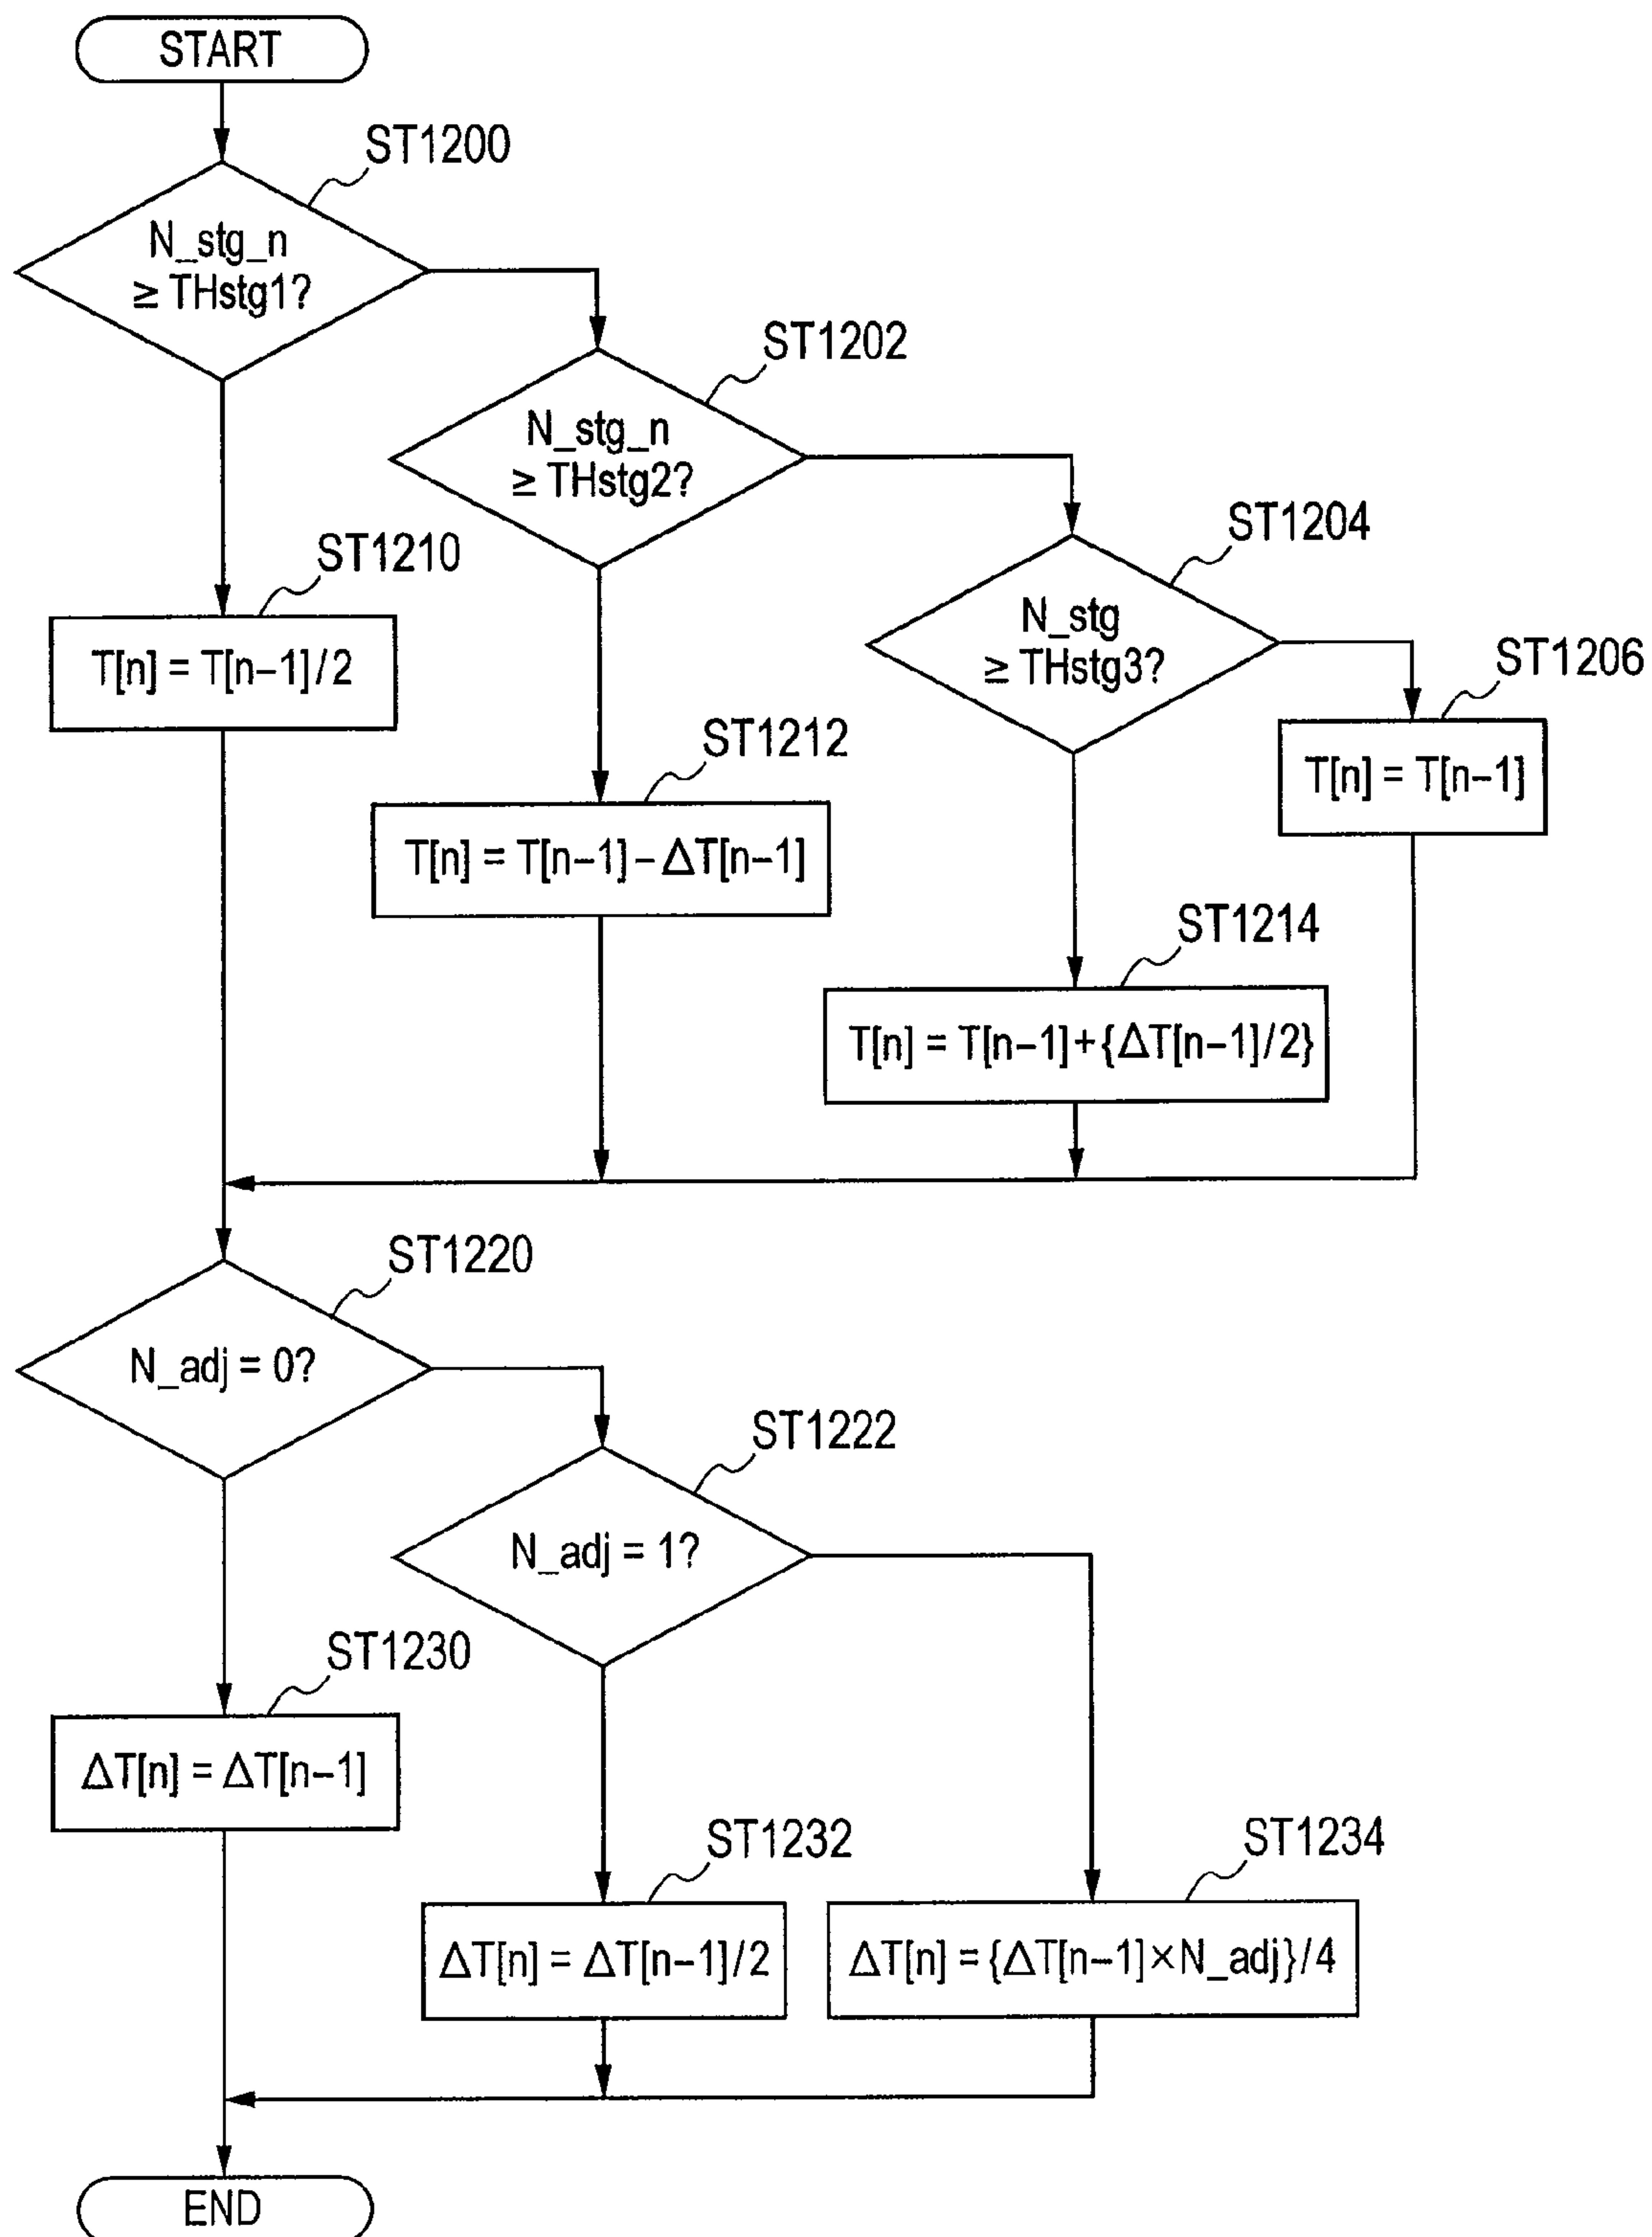 START
ST1200
N_stg_n
≥ THstg1?
ST1202
N_stg_n
≥ THstg2?
ST1204
N_stg
≥ THstg3?
ST1206
T[n] = T[n−1]
ST1210
T[n] = T[n−1]/2
ST1212
T[n] = T[n−1]−ΔT[n−1]
ST1214
T[n] = T[n−1]+{ΔT[n−1]/2}
ST1220
N_adj = 0?
ST1222
N_adj = 1?
ST1230
ΔT[n] = ΔT[n−1]
ST1232
ΔT[n] = ΔT[n−1]/2
ST1234
ΔT[n] = {ΔT[n−1]×N_adj}/4
END